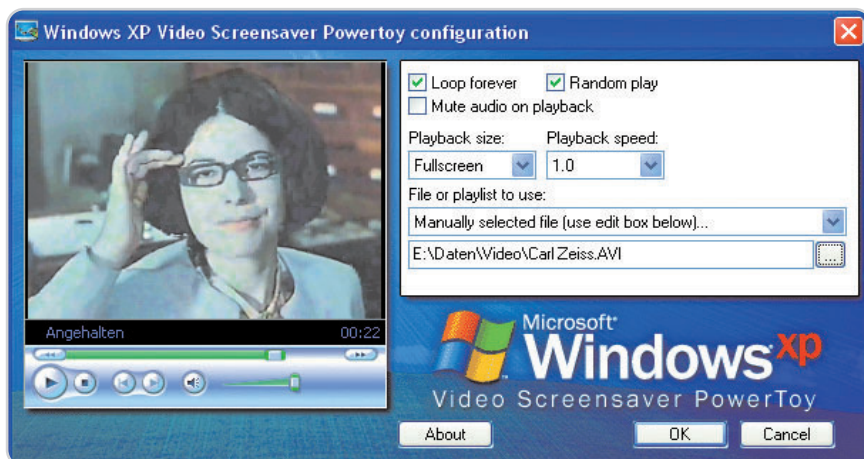 Windows XP Video Screensaver Powertoy configuration
Loop forever
Random play
Mute audio on playback
Playback size:
Playback speed:
Fullscreen
1.0
File or playlist to use:
Manually selected file (use edit box below)...
E:\Daten\Video\Carl Zeiss.AVI
...
Angehalten
00:22
Microsoft®
Windows xp
Video Screensaver PowerToy
About
OK
Cancel